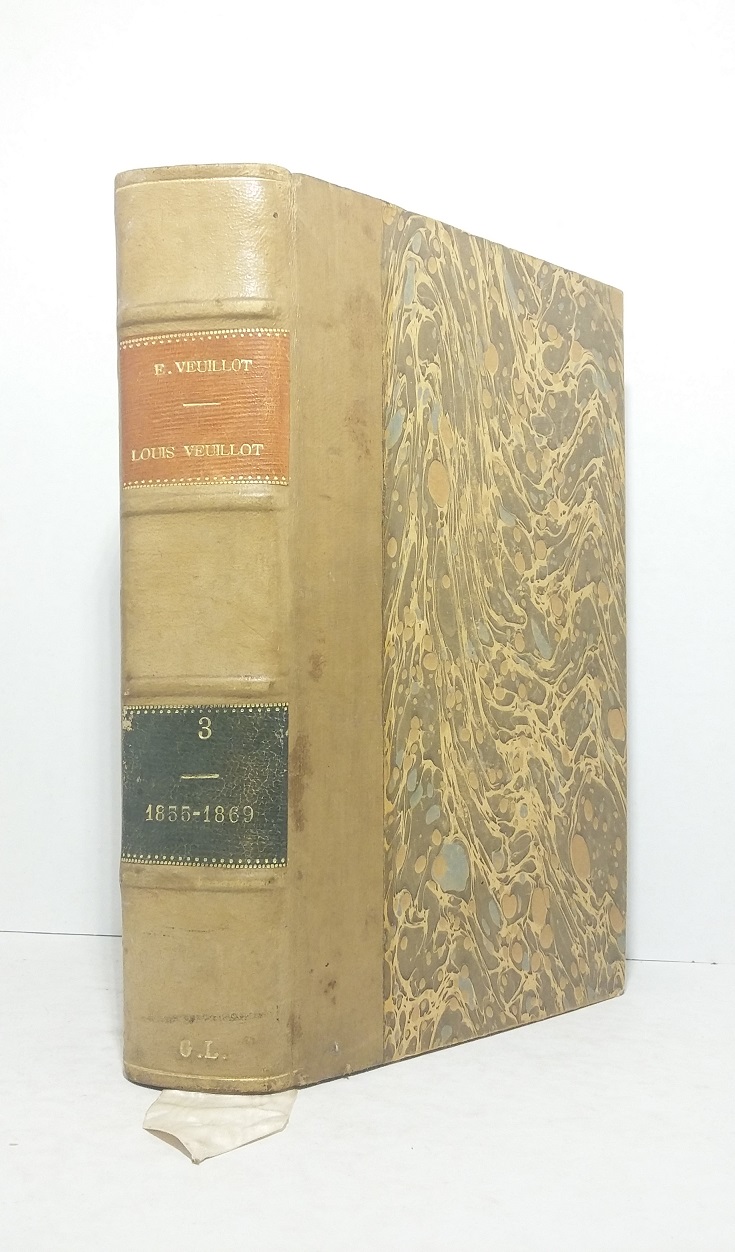 E. VEUILLOT
LOUIS VEUILLOT
3
1855-1869
G.L.